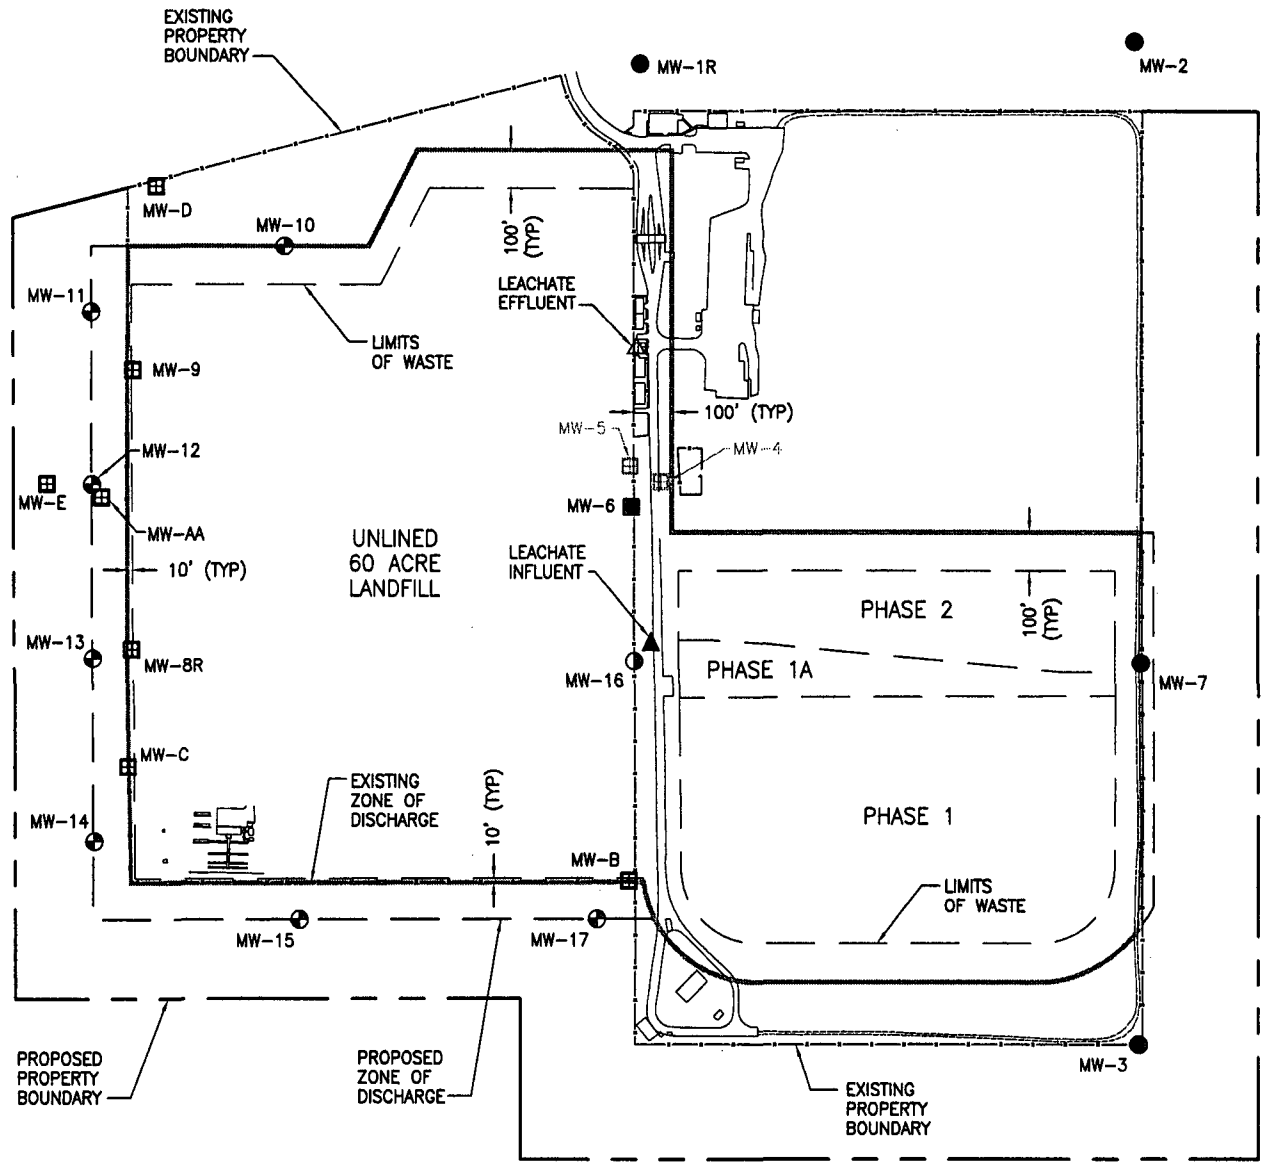 EXISTING
PROPERTY
BOUNDARY
MW-1R
MW-2
MW-D
MW-10
100'
(TYP)
MW-11
LEACHATE
EFFLUENT
LIMITS
OF WASTE
MW-9
100' (TYP)
MW-5
MW-4
MW-12
MW-E
MW-6
MW-AA
UNLINED
60 ACRE
LANDFILL
LEACHATE
INFLUENT
10' (TYP)
PHASE 2
100'
(TYP)
MW-13
MW-8R
MW-16
PHASE 1A
MW-7
MW-C
EXISTING
ZONE OF
DISCHARGE
10' (TYP)
PHASE 1
MW-14
MW-B
LIMITS
OF WASTE
MW-15
MW-17
PROPOSED
PROPERTY
BOUNDARY
PROPOSED
ZONE OF
DISCHARGE
MW-3
EXISTING
PROPERTY
BOUNDARY